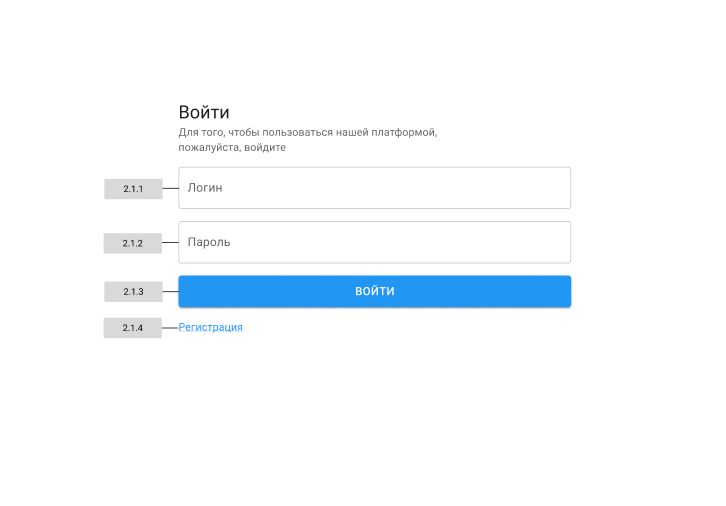 Войти
Для того, чтобы пользоваться нашей платформой,
пожалуйста, войдите
2.1.1
Логин
2.1.2
Пароль
2.1.3
ВОЙТИ
2.1.4
Регистрация